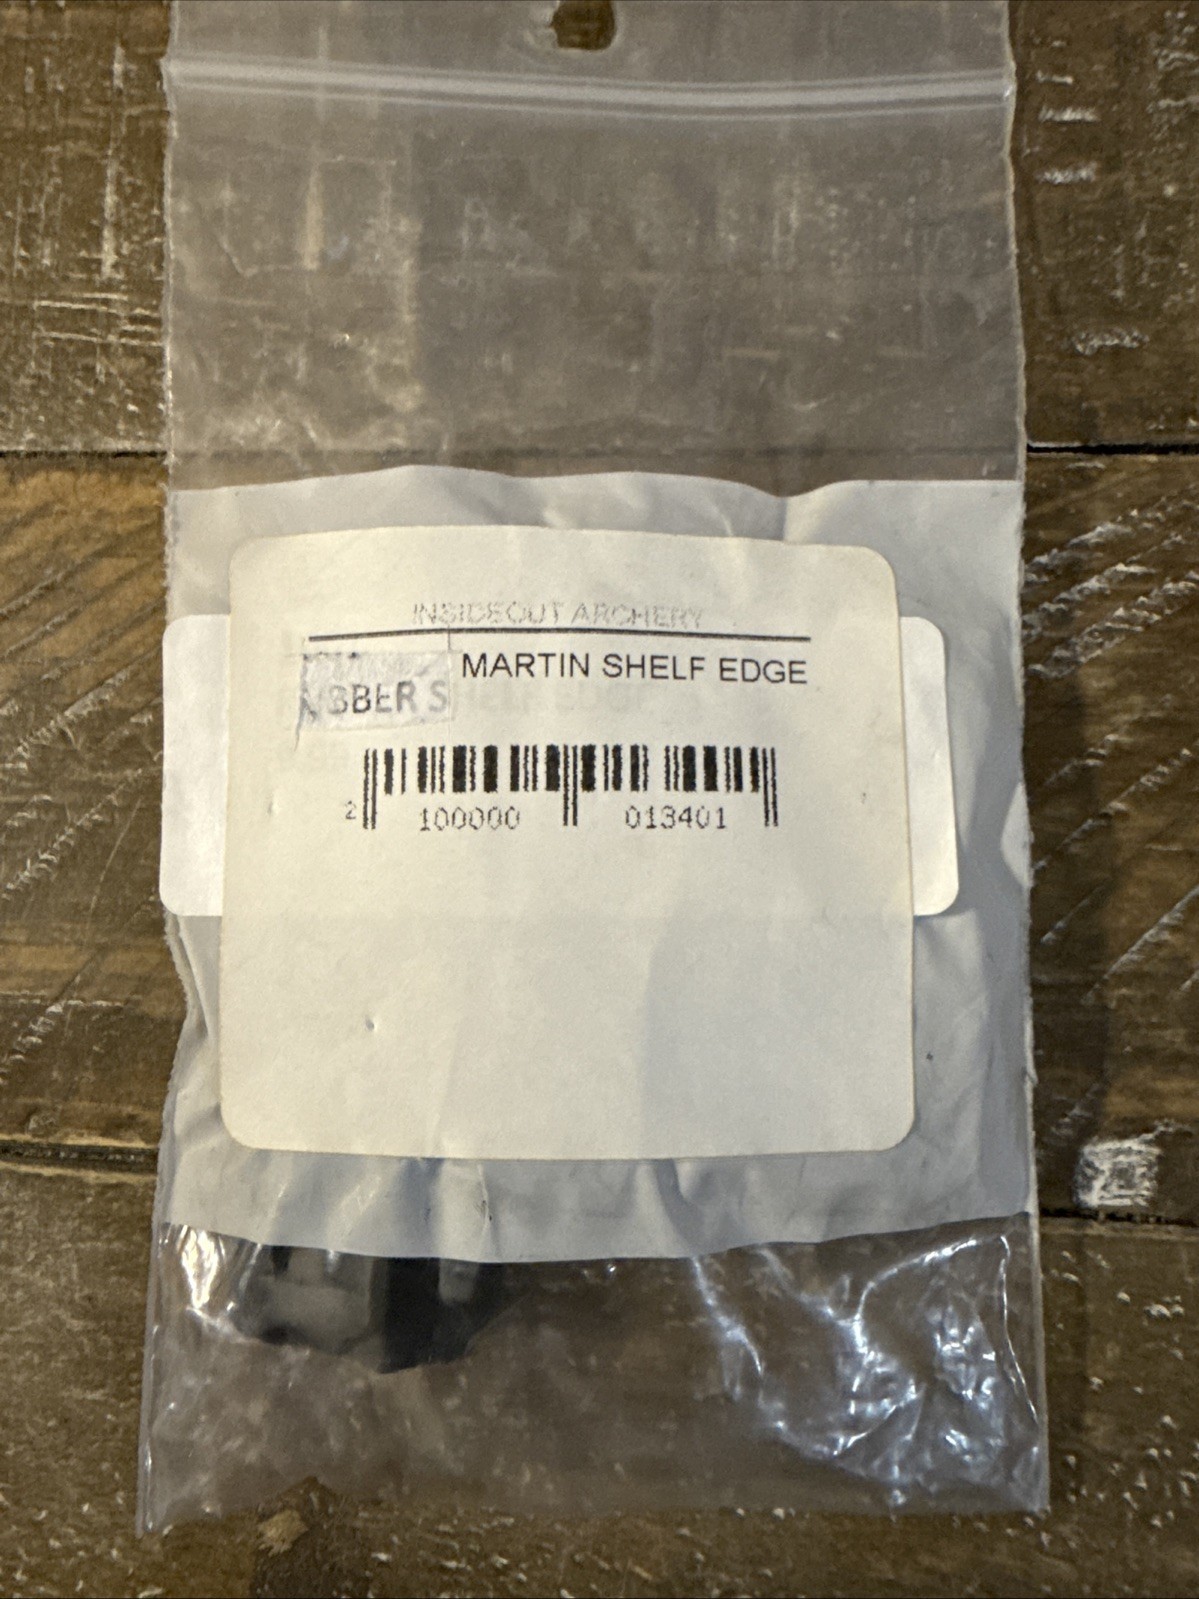 INSIDEOUT ARCHERY
MARTIN SHELF EDGE
BBER S
2 100000 013401